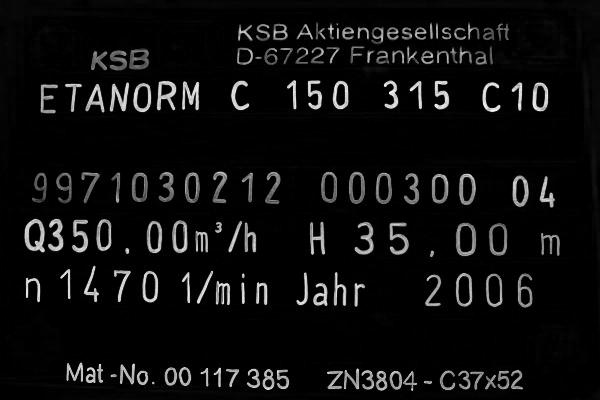 KSB Aktiengesellschaft
KSB D-67227 Frankenthal
ETANORM C 150 315 C10
9971030212 000300 04
Q350.00m³/h H 35.00 m
n 1470 1/min Jahr 2006
Mat-No. 00 117 385 ZN3804 - C37x52